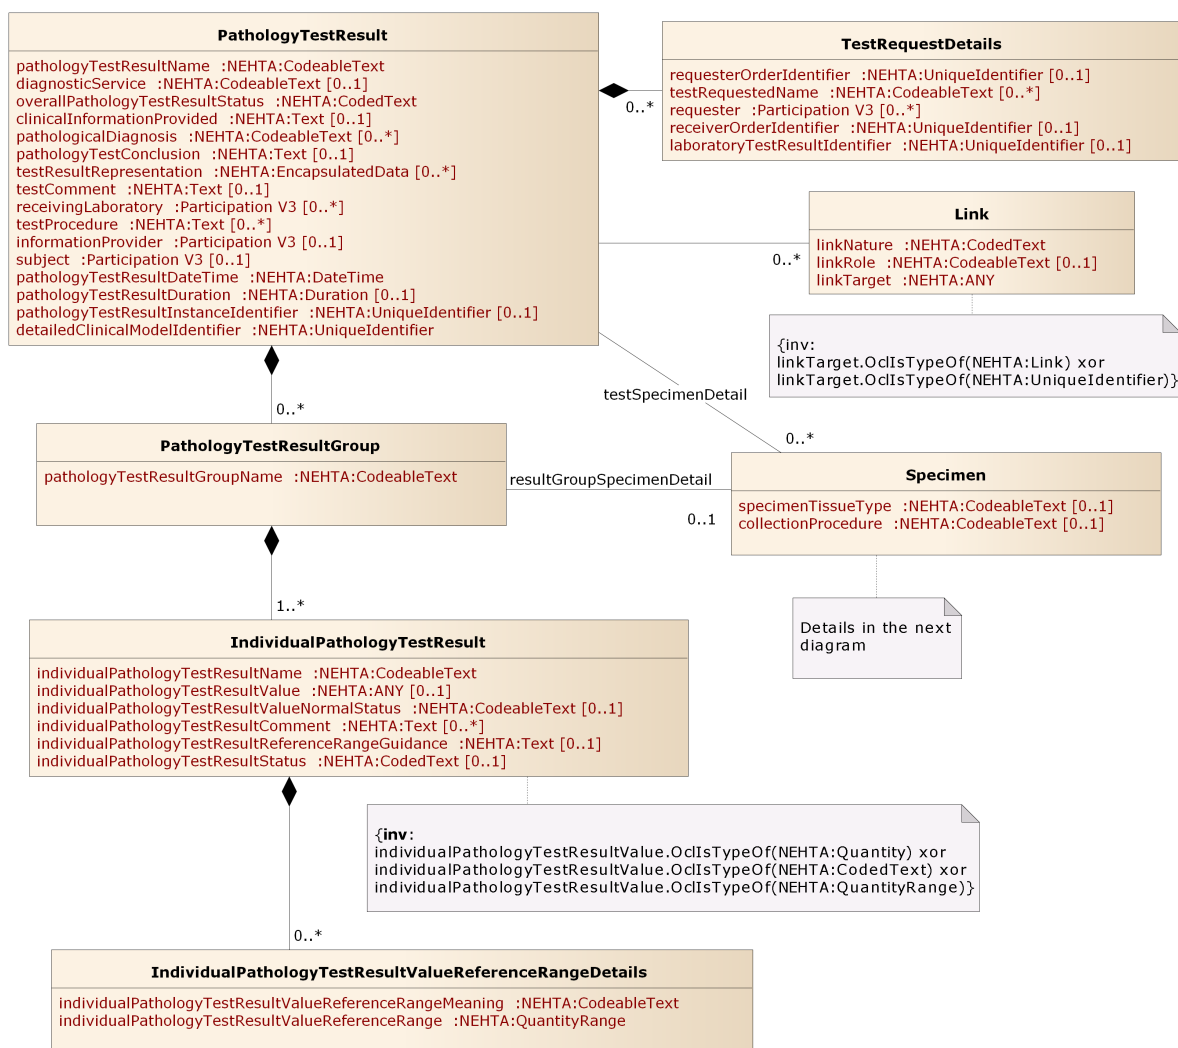 PathologyTestResult
pathologyTestResultName :NEHTA:CodeableText
diagnosticService :NEHTA:CodeableText [0..1]
overallPathologyTestResultStatus :NEHTA:CodedText
clinicalInformationProvided :NEHTA:Text [0..1]
pathologicalDiagnosis :NEHTA:CodeableText [0..*]
pathologyTestConclusion :NEHTA:Text [0..1]
testResultRepresentation :NEHTA:EncapsulatedData [0..*]
testComment :NEHTA:Text [0..1]
receivingLaboratory :Participation V3 [0..*]
testProcedure :NEHTA:Text [0..*]
informationProvider :Participation V3 [0..1]
subject :Participation V3 [0..1]
pathologyTestResultDateTime :NEHTA:DateTime
pathologyTestResultDuration :NEHTA:Duration [0..1]
pathologyTestResultInstanceIdentifier :NEHTA:UniqueIdentifier [0..1]
detailedClinicalModelIdentifier :NEHTA:UniqueIdentifier
0..*
TestRequestDetails
requesterOrderIdentifier :NEHTA:UniqueIdentifier [0..1]
testRequestedName :NEHTA:CodeableText [0..*]
requester :Participation V3 [0..*]
receiverOrderIdentifier :NEHTA:UniqueIdentifier [0..1]
laboratoryTestResultIdentifier :NEHTA:UniqueIdentifier [0..1]
0..*
Link
linkNature :NEHTA:CodedText
linkRole :NEHTA:CodeableText [0..1]
linkTarget :NEHTA:ANY
{inv:
linkTarget.OclIsTypeOf(NEHTA:Link) xor
linkTarget.OclIsTypeOf(NEHTA:UniqueIdentifier)}
testSpecimenDetail
0..*
0..*
PathologyTestResultGroup
pathologyTestResultGroupName :NEHTA:CodeableText
resultGroupSpecimenDetail
0..1
Specimen
specimenTissueType :NEHTA:CodeableText [0..1]
collectionProcedure :NEHTA:CodeableText [0..1]
Details in the next
diagram
1..*
IndividualPathologyTestResult
individualPathologyTestResultName :NEHTA:CodeableText
individualPathologyTestResultValue :NEHTA:ANY [0..1]
individualPathologyTestResultValueNormalStatus :NEHTA:CodeableText [0..1]
individualPathologyTestResultComment :NEHTA:Text [0..*]
individualPathologyTestResultReferenceRangeGuidance :NEHTA:Text [0..1]
individualPathologyTestResultStatus :NEHTA:CodedText [0..1]
{inv:
individualPathologyTestResultValue.OclIsTypeOf(NEHTA:Quantity) xor
individualPathologyTestResultValue.OclIsTypeOf(NEHTA:CodedText) xor
individualPathologyTestResultValue.OclIsTypeOf(NEHTA:QuantityRange)}
0..*
IndividualPathologyTestResultValueReferenceRangeDetails
individualPathologyTestResultValueReferenceRangeMeaning :NEHTA:CodeableText
individualPathologyTestResultValueReferenceRange :NEHTA:QuantityRange